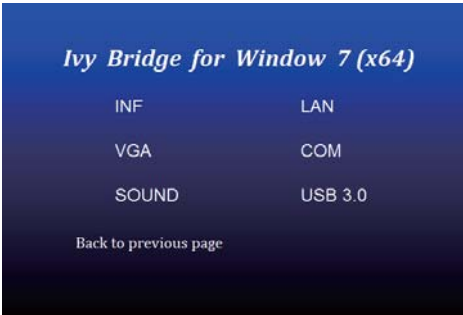 Ivy Bridge for Window 7 (x64)
INF LAN
VGA COM
SOUND USB 3.0
Back to previous page